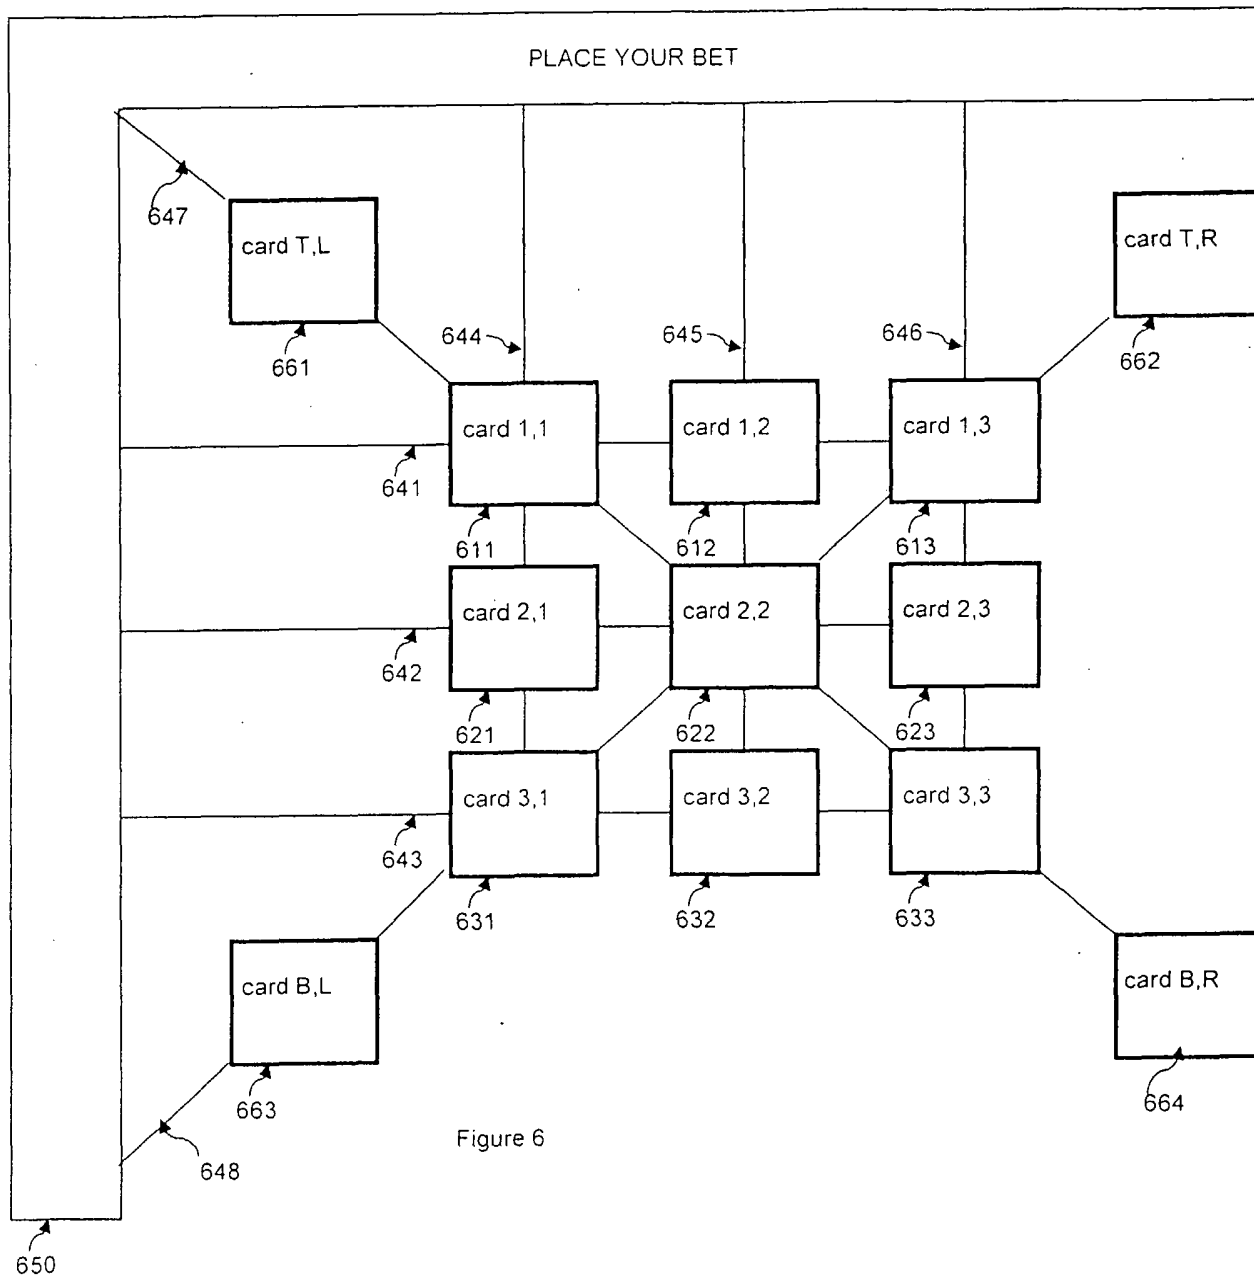 PLACE YOUR BET
647
card T,L
card T,R
644
645
646
661
662
card 1,1
card 1,2
card 1,3
641
611
612
613
card 2,1
card 2,2
card 2,3
642
621
622
623
card 3,1
card 3,2
card 3,3
643
631
632
633
card B,L
card B,R
663
664
Figure 6
648
650